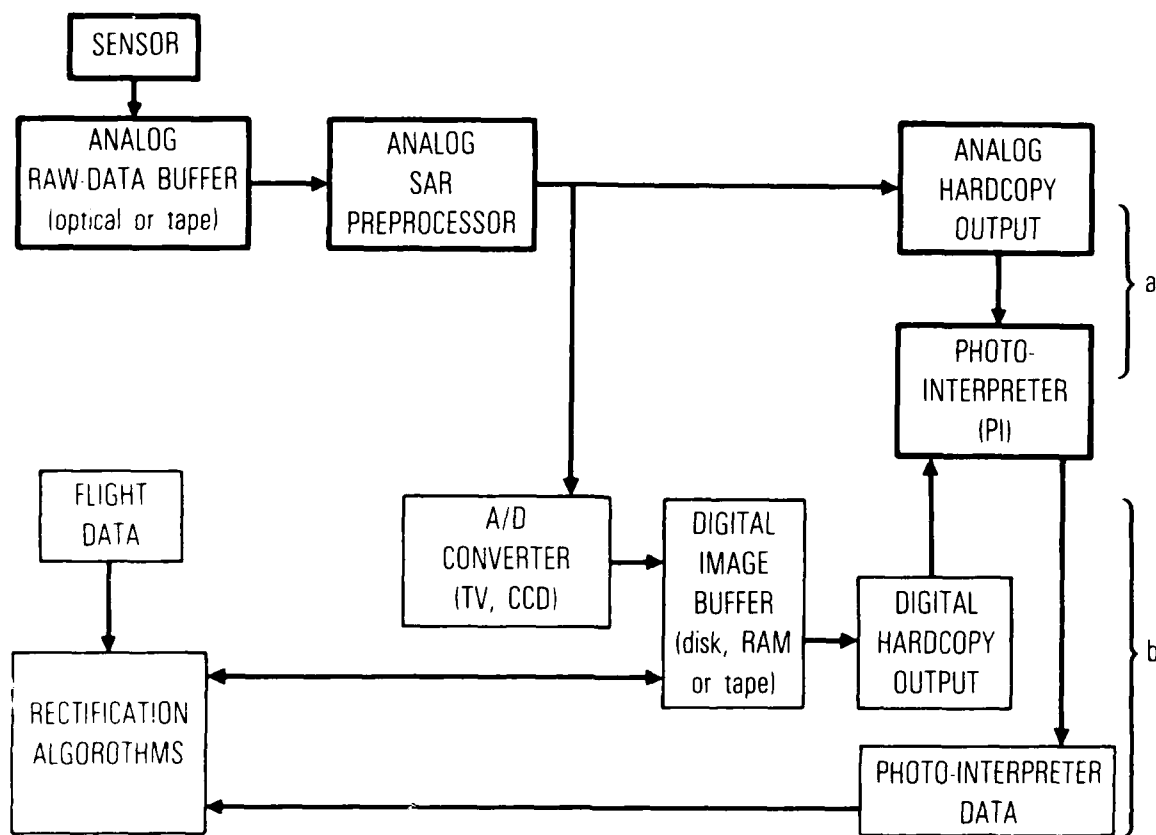 SENSOR
ANALOG
RAW-DATA BUFFER
(optical or tape)
ANALOG
SAR
PREPROCESSOR
ANALOG
HARDCOPY
OUTPUT
a
PHOTO-
INTERPRETER
(PI)
FLIGHT
DATA
A/D
CONVERTER
(TV, CCD)
DIGITAL
IMAGE
BUFFER
(disk, RAM
or tape)
DIGITAL
HARDCOPY
OUTPUT
b
RECTIFICATION
ALGOROTHMS
PHOTO-INTERPRETER
DATA